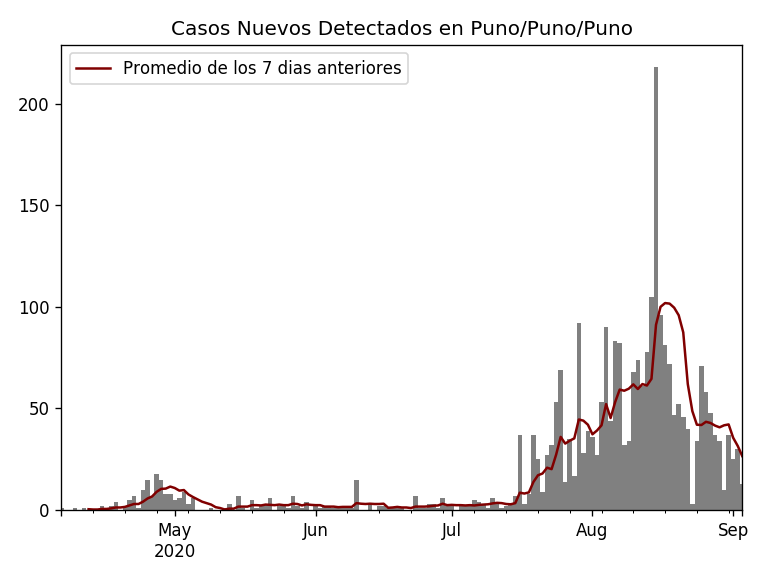 Casos Nuevos Detectados en Puno/Puno/Puno
Promedio de los 7 dias anteriores
200
150
100
50
0
May
2020
Jun
Jul
Aug
Sep